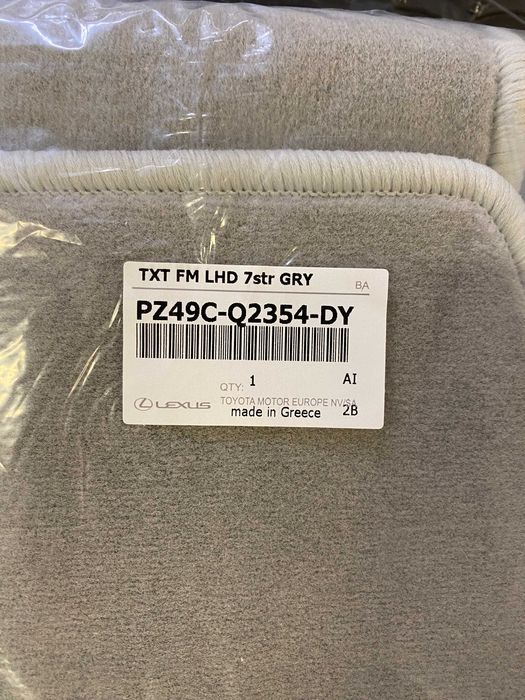 TXT FM LHD 7str GRY
BA
PZ49C-Q2354-DY
QTY: 1 AI
LEXUS TOYOTA MOTOR EUROPE NV/SA
made in Greece 2B